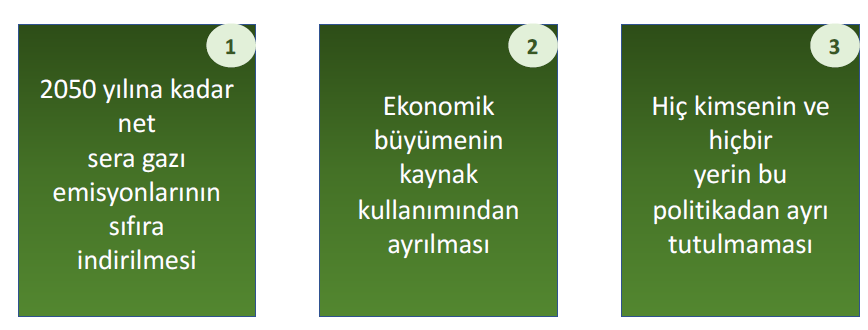 1
2050 yılına kadar
net
sera gazı
emisyonlarının
sıfıra
indirilmesi
2
Ekonomik
büyümenin
kaynak
kullanımından
ayrılması
3
Hiç kimsenin ve
hiçbir
yerin bu
politikadan ayrı
tutulmaması